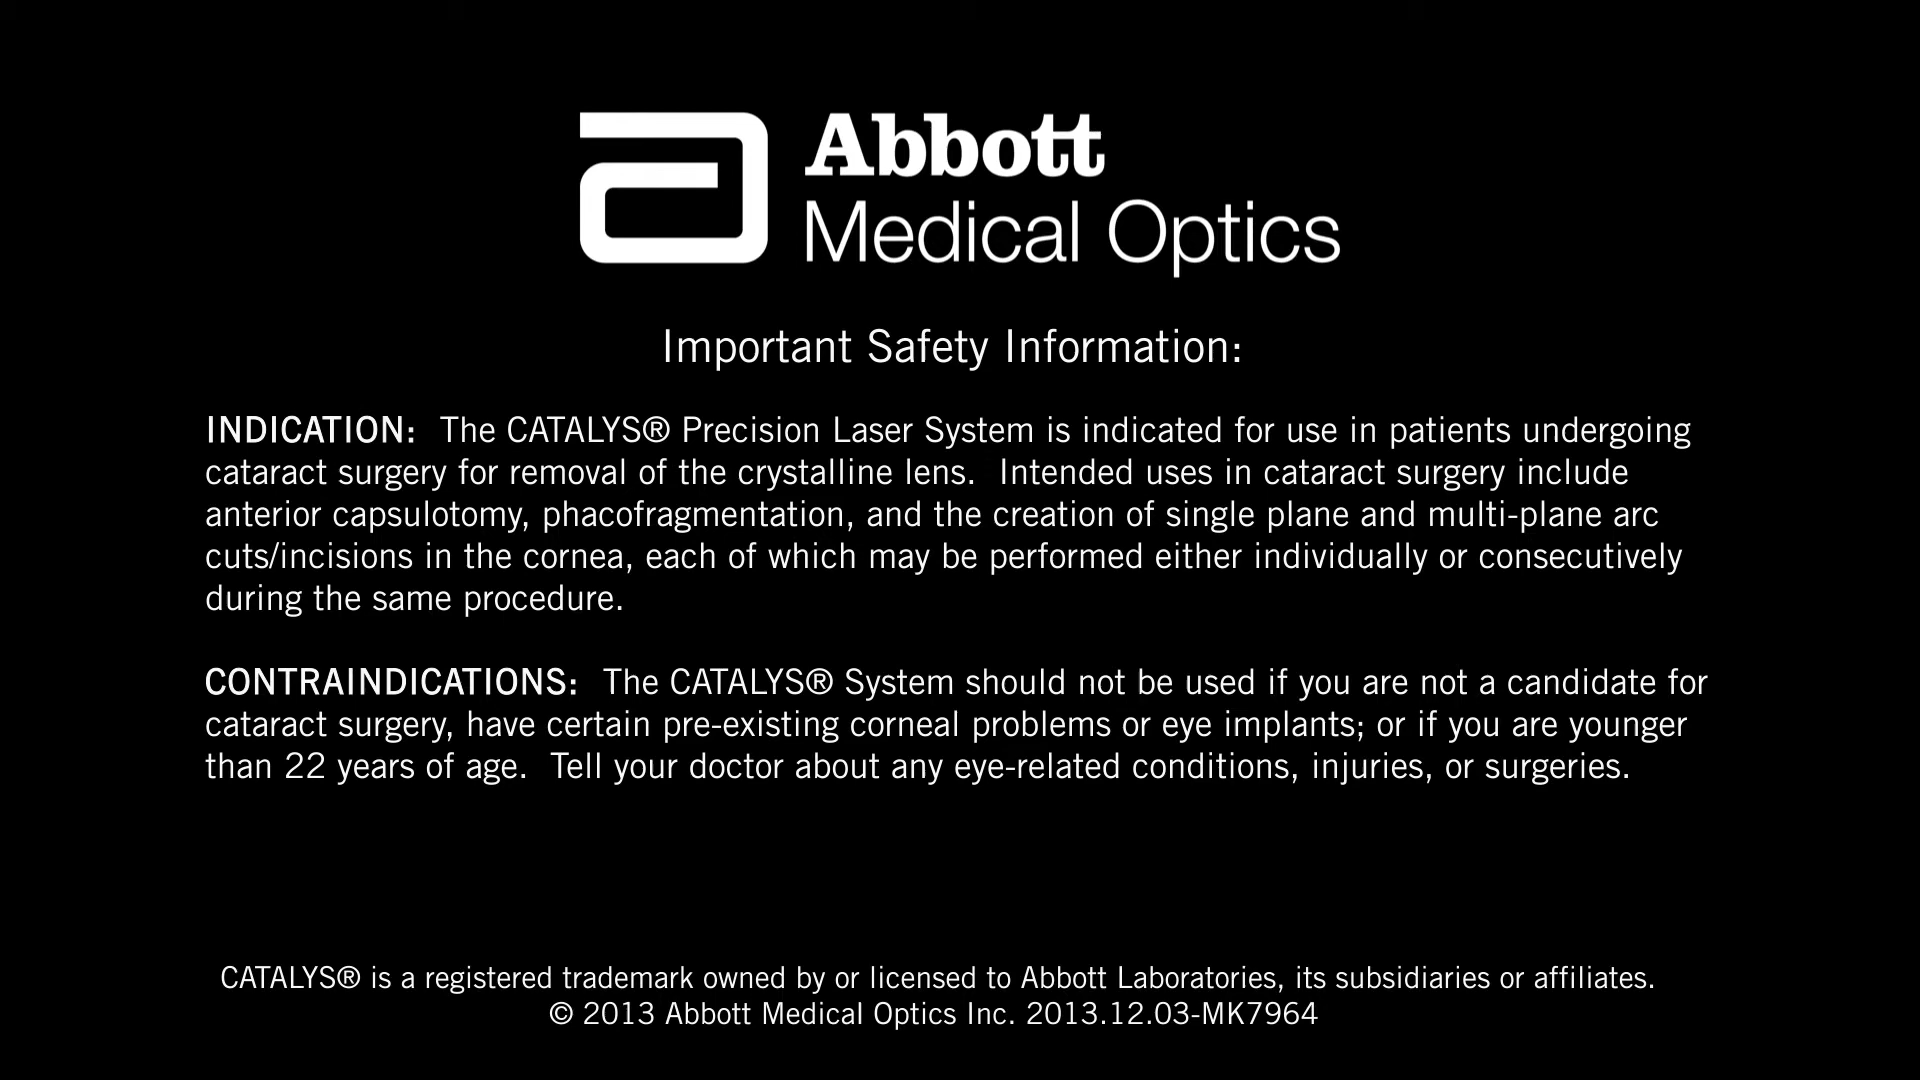 Abbott
Medical Optics
Important Safety Information:
INDICATION:  The CATALYS® Precision Laser System is indicated for use in patients undergoing
cataract surgery for removal of the crystalline lens.  Intended uses in cataract surgery include
anterior capsulotomy, phacofragmentation, and the creation of single plane and multi-plane arc
cuts/incisions in the cornea, each of which may be performed either individually or consecutively
during the same procedure.
CONTRAINDICATIONS:  The CATALYS® System should not be used if you are not a candidate for
cataract surgery, have certain pre-existing corneal problems or eye implants; or if you are younger
than 22 years of age.  Tell your doctor about any eye-related conditions, injuries, or surgeries.
CATALYS® is a registered trademark owned by or licensed to Abbott Laboratories, its subsidiaries or affiliates.
© 2013 Abbott Medical Optics Inc. 2013.12.03-MK7964